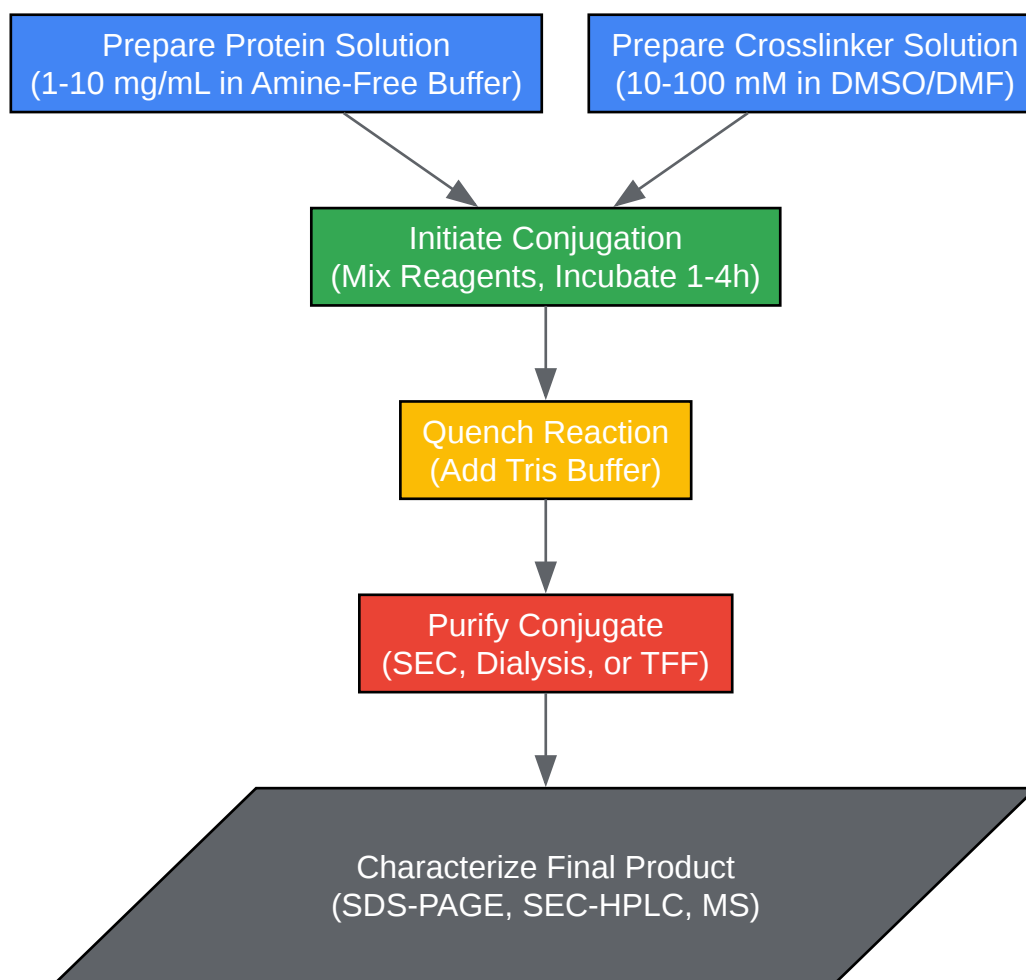 Prepare Protein Solution
(1-10 mg/mL in Amine-Free Buffer)
Prepare Crosslinker Solution
(10-100 mM in DMSO/DMF)
Initiate Conjugation
(Mix Reagents, Incubate 1-4h)
Quench Reaction
(Add Tris Buffer)
Purify Conjugate
(SEC, Dialysis, or TFF)
Characterize Final Product
(SDS-PAGE, SEC-HPLC, MS)